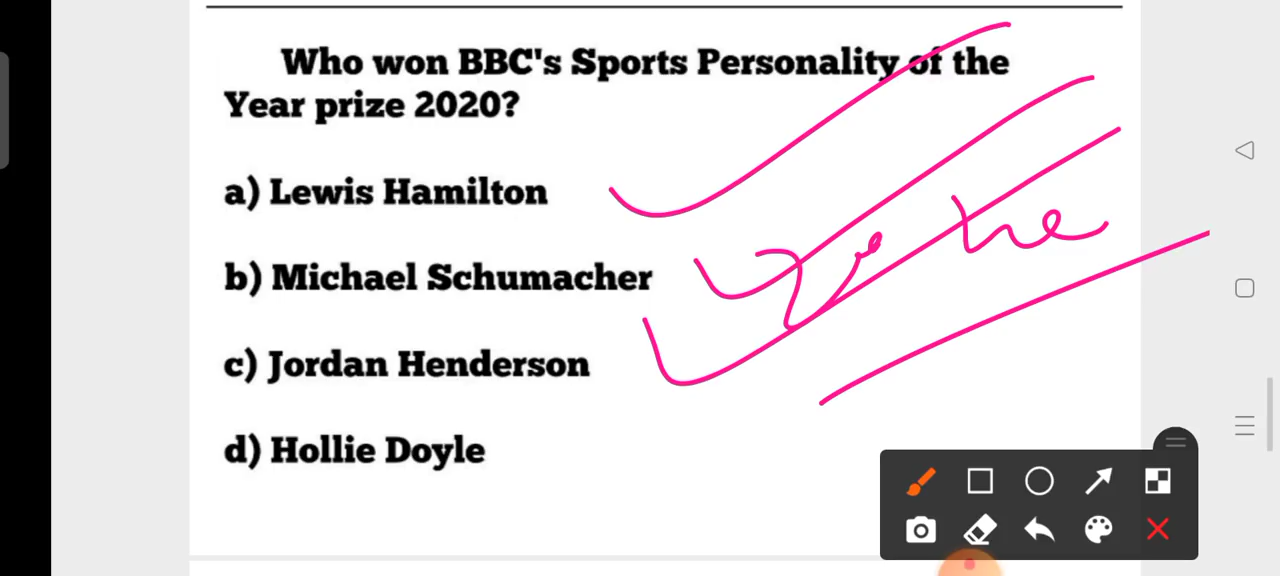 Who won BBC's Sports Personality of the
Year prize 2020?
a) Lewis Hamilton
b) Michael Schumacher
c) Jordan Henderson
d) Hollie Doyle